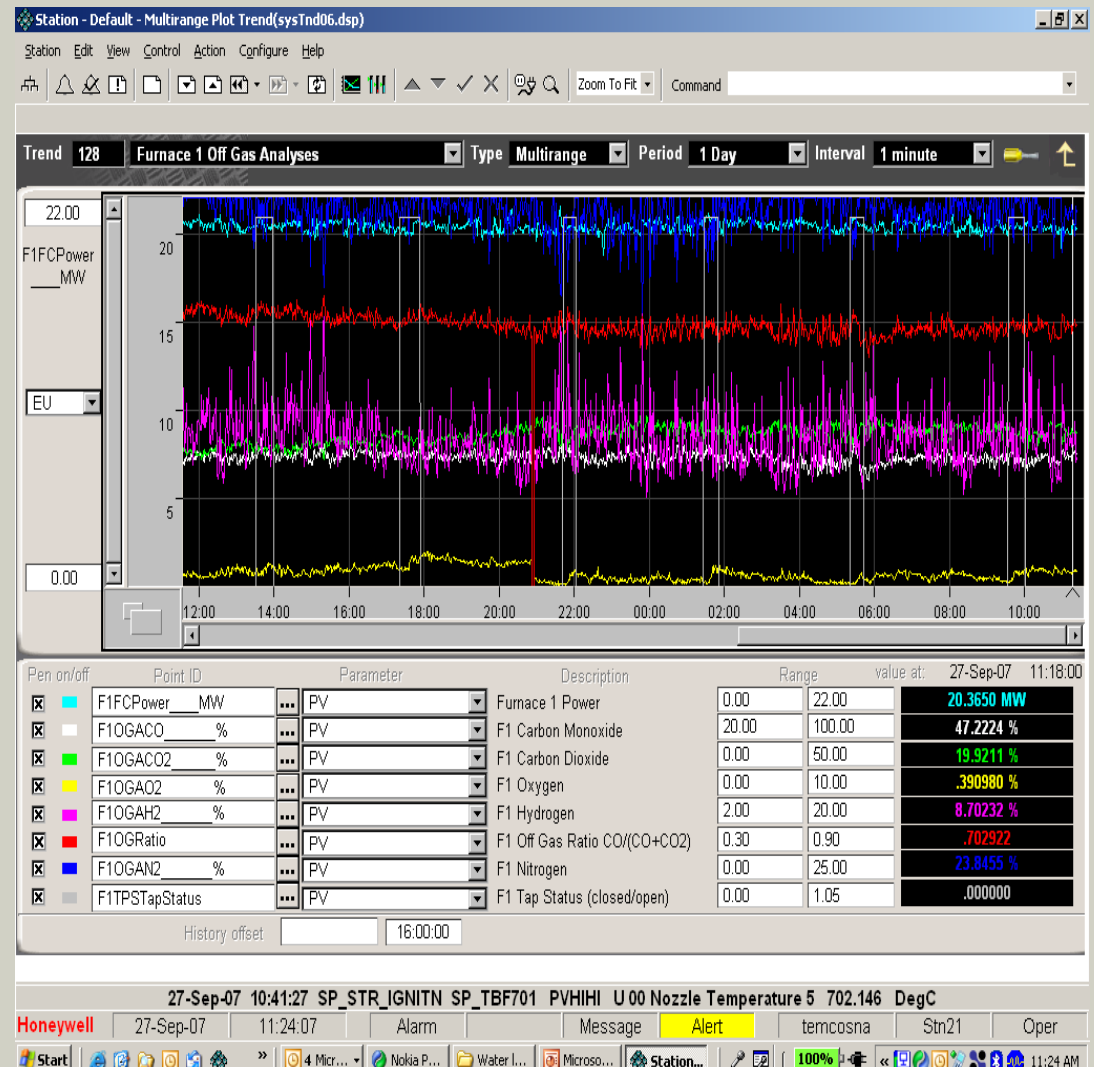 Station - Default - Multirange Plot Trend(sysTnd06.dsp)
Station Edit View Control Action Configure Help
Zoom To Fit Command
Trend 128 Furnace 1 Off Gas Analyses Type Multirange Period 1 Day Interval 1 minute
22.00
F1FCPower
____MW
EU
0.00
20
15
10
5
12:00 14:00 16:00 18:00 20:00 22:00 00:00 02:00 04:00 06:00 08:00 10:00
Pen on/off Point ID Parameter Description Range value at: 27-Sep-07 11:18:00
F1FCPower____MW ... PV Furnace 1 Power 0.00 22.00 20.3650 MW
F1OGACO______% ... PV F1 Carbon Monoxide 20.00 100.00 47.2224 %
F1OGACO2_____% ... PV F1 Carbon Dioxide 0.00 50.00 19.9211 %
F1OGAO2______% ... PV F1 Oxygen 0.00 10.00 .390980 %
F1OGAH2______% ... PV F1 Hydrogen 2.00 20.00 8.70232 %
F1OGRatio ... PV F1 Off Gas Ratio CO/(CO+CO2) 0.30 0.90 .702922
F1OGAN2______% ... PV F1 Nitrogen 0.00 25.00 23.8455 %
F1TPSTapStatus ... PV F1 Tap Status (closed/open) 0.00 1.05 .000000
History offset 16:00:00
27-Sep-07 10:41:27 SP_STR_IGNITN SP_TBF701 PVHIHI U 00 Nozzle Temperature 5 702.146 DegC
Honeywell 27-Sep-07 11:24:07 Alarm Message Alert temcosna Stn21 Oper
Start » 4 Micr... Nokia P... Water l... Microso... Station... 100% « 11:24 AM